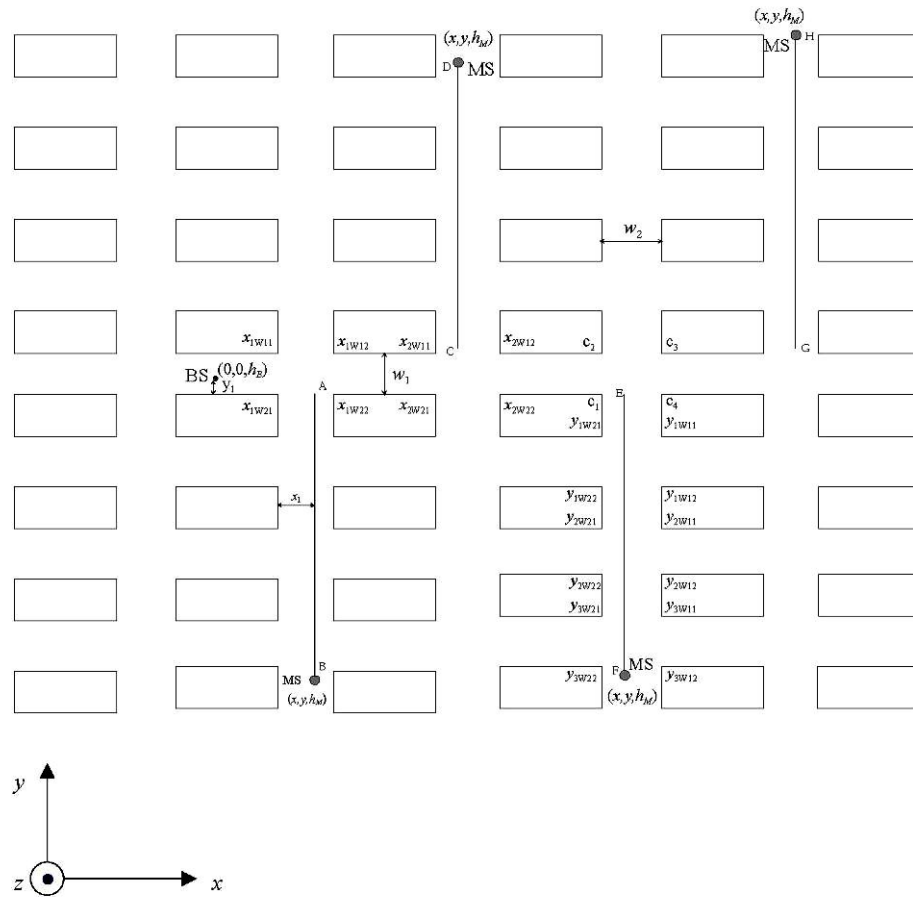 (x,y,h_M)
H
MS
(x,y,h_M)
D MS
w_2
x_1W11 x_1W12 x_2W11 x_2W12 c_2 c_3
C G
w_1
BS (0,0,h_B)
y_1
A E
x_1W21 x_1W22 x_2W21 x_2W22 c_1 c_4
y_1W21 y_1W11
x_1
y_1W22 y_1W12
y_2W21 y_2W11
y_2W22 y_2W12
y_3W21 y_3W11
B
MS
(x,y,h_M)
F MS
y_3W22 y_3W12
(x,y,h_M)
y
z x